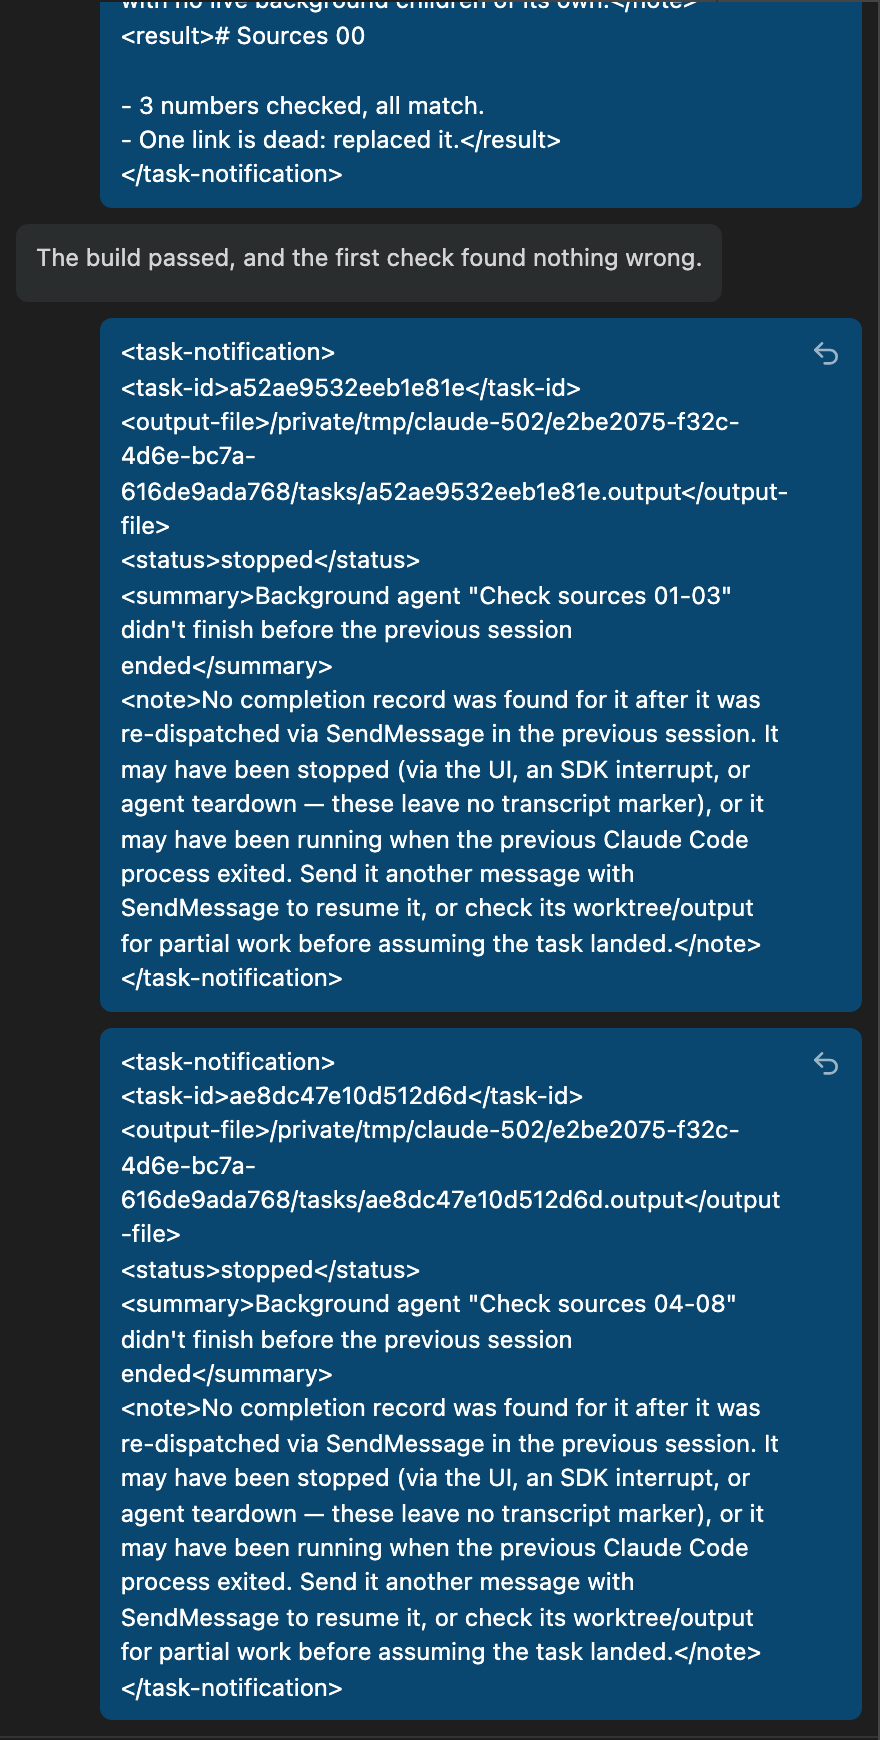 with no live background children of its own.</note>
<result># Sources 00
- 3 numbers checked, all match.
- One link is dead: replaced it.</result>
</task-notification>
The build passed, and the first check found nothing wrong.
<task-notification>
<task-id>a52ae9532eeb1e81e</task-id>
<output-file>/private/tmp/claude-502/e2be2075-f32c-
4d6e-bc7a-
616de9ada768/tasks/a52ae9532eeb1e81e.output</output-
file>
<status>stopped</status>
<summary>Background agent "Check sources 01-03"
didn't finish before the previous session
ended</summary>
<note>No completion record was found for it after it was
re-dispatched via SendMessage in the previous session. It
may have been stopped (via the UI, an SDK interrupt, or
agent teardown — these leave no transcript marker), or it
may have been running when the previous Claude Code
process exited. Send it another message with
SendMessage to resume it, or check its worktree/output
for partial work before assuming the task landed.</note>
</task-notification>
<task-notification>
<task-id>ae8dc47e10d512d6d</task-id>
<output-file>/private/tmp/claude-502/e2be2075-f32c-
4d6e-bc7a-
616de9ada768/tasks/ae8dc47e10d512d6d.output</output
-file>
<status>stopped</status>
<summary>Background agent "Check sources 04-08"
didn't finish before the previous session
ended</summary>
<note>No completion record was found for it after it was
re-dispatched via SendMessage in the previous session. It
may have been stopped (via the UI, an SDK interrupt, or
agent teardown — these leave no transcript marker), or it
may have been running when the previous Claude Code
process exited. Send it another message with
SendMessage to resume it, or check its worktree/output
for partial work before assuming the task landed.</note>
</task-notification>